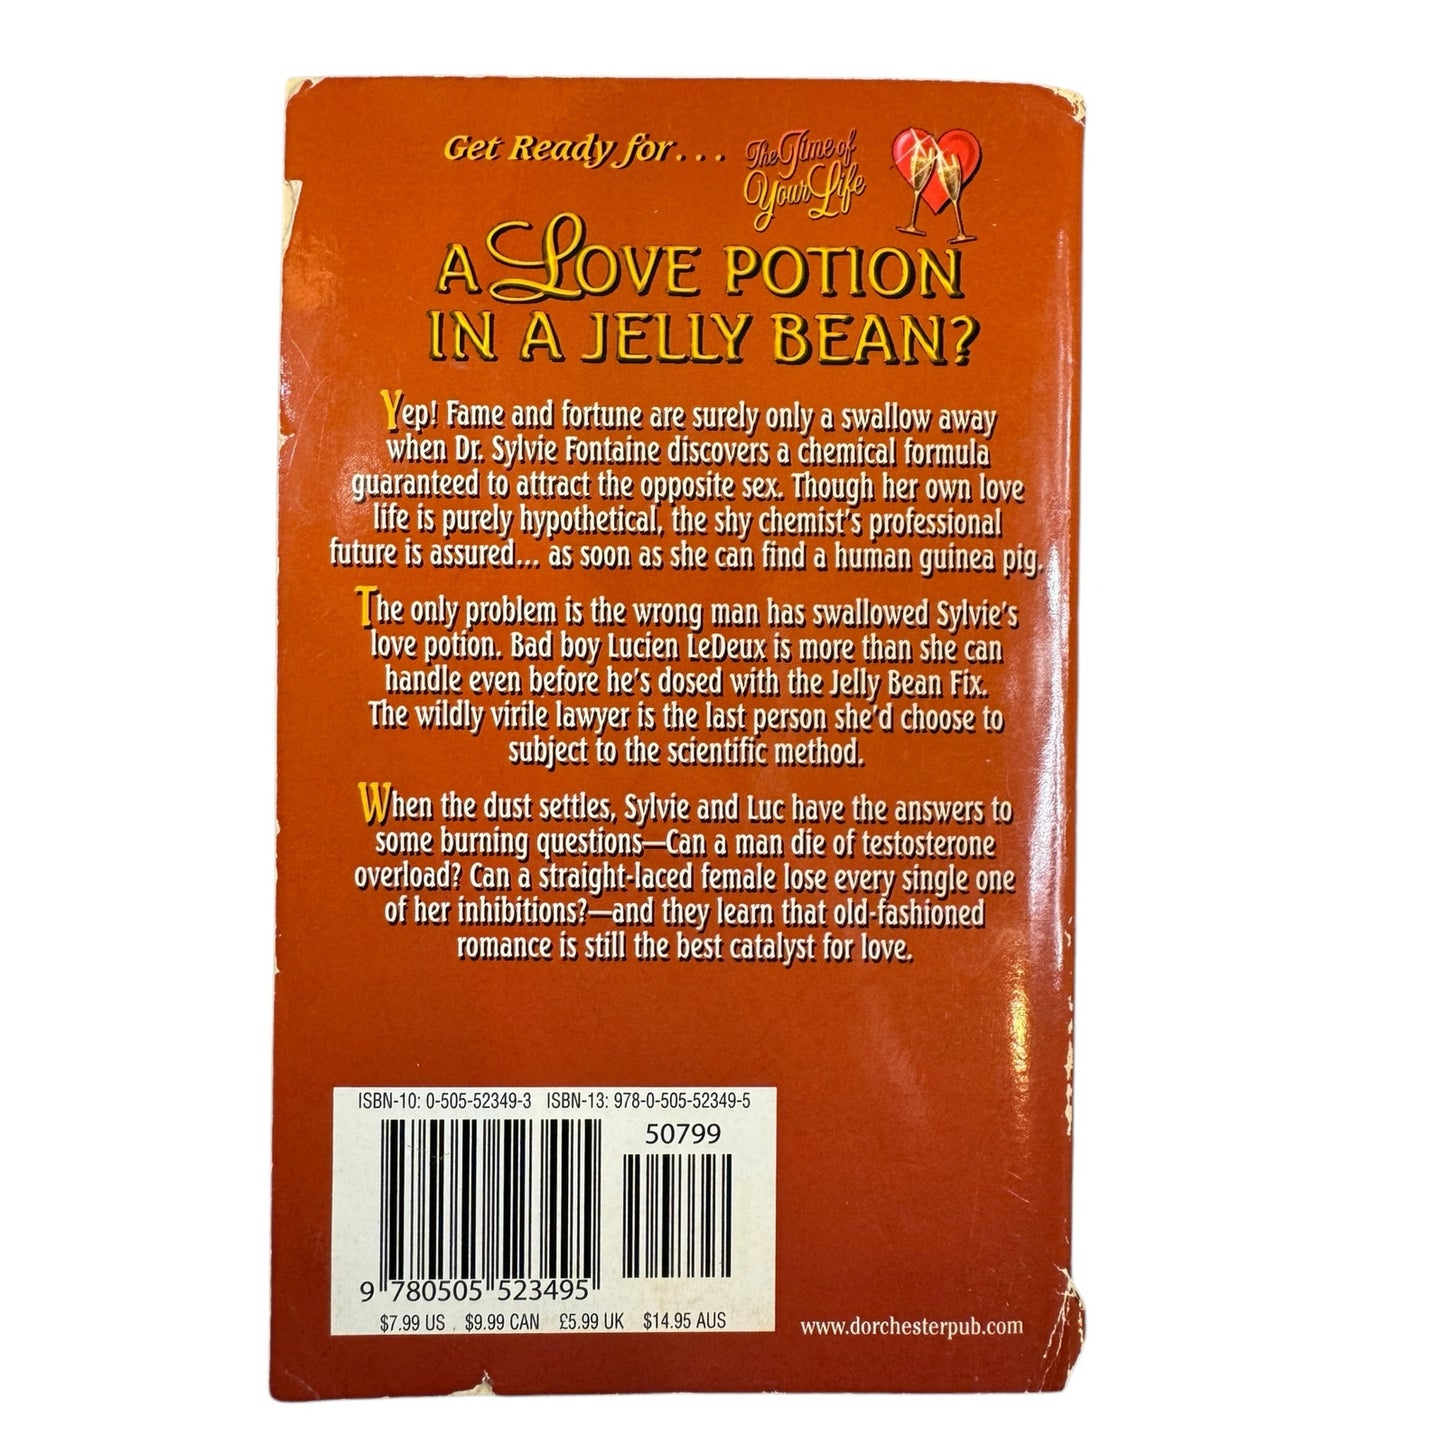 Get Ready for... The Time of
Your Life
A LOVE POTION
IN A JELLY BEAN?
Yep! Fame and fortune are surely only a swallow away
when Dr. Sylvie Fontaine discovers a chemical formula
guaranteed to attract the opposite sex. Though her own love
life is purely hypothetical, the shy chemist's professional
future is assured... as soon as she can find a human guinea pig.
The only problem is the wrong man has swallowed Sylvie's
love potion. Bad boy Lucien LeDeux is more than she can
handle even before he's dosed with the Jelly Bean Fix.
The wildly virile lawyer is the last person she'd choose to
subject to the scientific method.
When the dust settles, Sylvie and Luc have the answers to
some burning questions—Can a man die of testosterone
overload? Can a straight-laced female lose every single one
of her inhibitions?—and they learn that old-fashioned
romance is still the best catalyst for love.
ISBN-10: 0-505-52349-3 ISBN-13: 978-0-505-52349-5
50799
9 780505 523495
$7.99 US $9.99 CAN £5.99 UK $14.95 AUS
www.dorchesterpub.com